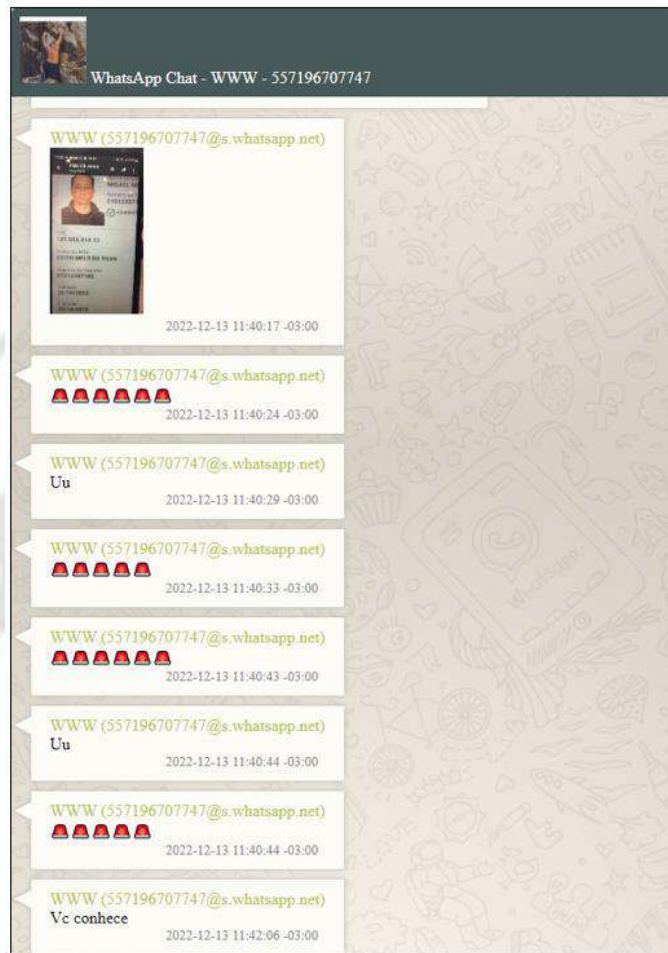 WhatsApp Chat - WWW - 557196707747
WWW (557196707747@s.whatsapp.net)
2022-12-13 11:40:17 -03:00
WWW (557196707747@s.whatsapp.net)
🚨🚨🚨🚨🚨🚨
2022-12-13 11:40:24 -03:00
WWW (557196707747@s.whatsapp.net)
Uu
2022-12-13 11:40:29 -03:00
WWW (557196707747@s.whatsapp.net)
🚨🚨🚨🚨🚨
2022-12-13 11:40:33 -03:00
WWW (557196707747@s.whatsapp.net)
🚨🚨🚨🚨🚨🚨
2022-12-13 11:40:43 -03:00
WWW (557196707747@s.whatsapp.net)
Uu
2022-12-13 11:40:44 -03:00
WWW (557196707747@s.whatsapp.net)
🚨🚨🚨🚨🚨
2022-12-13 11:40:44 -03:00
WWW (557196707747@s.whatsapp.net)
Vc conhece
2022-12-13 11:42:06 -03:00